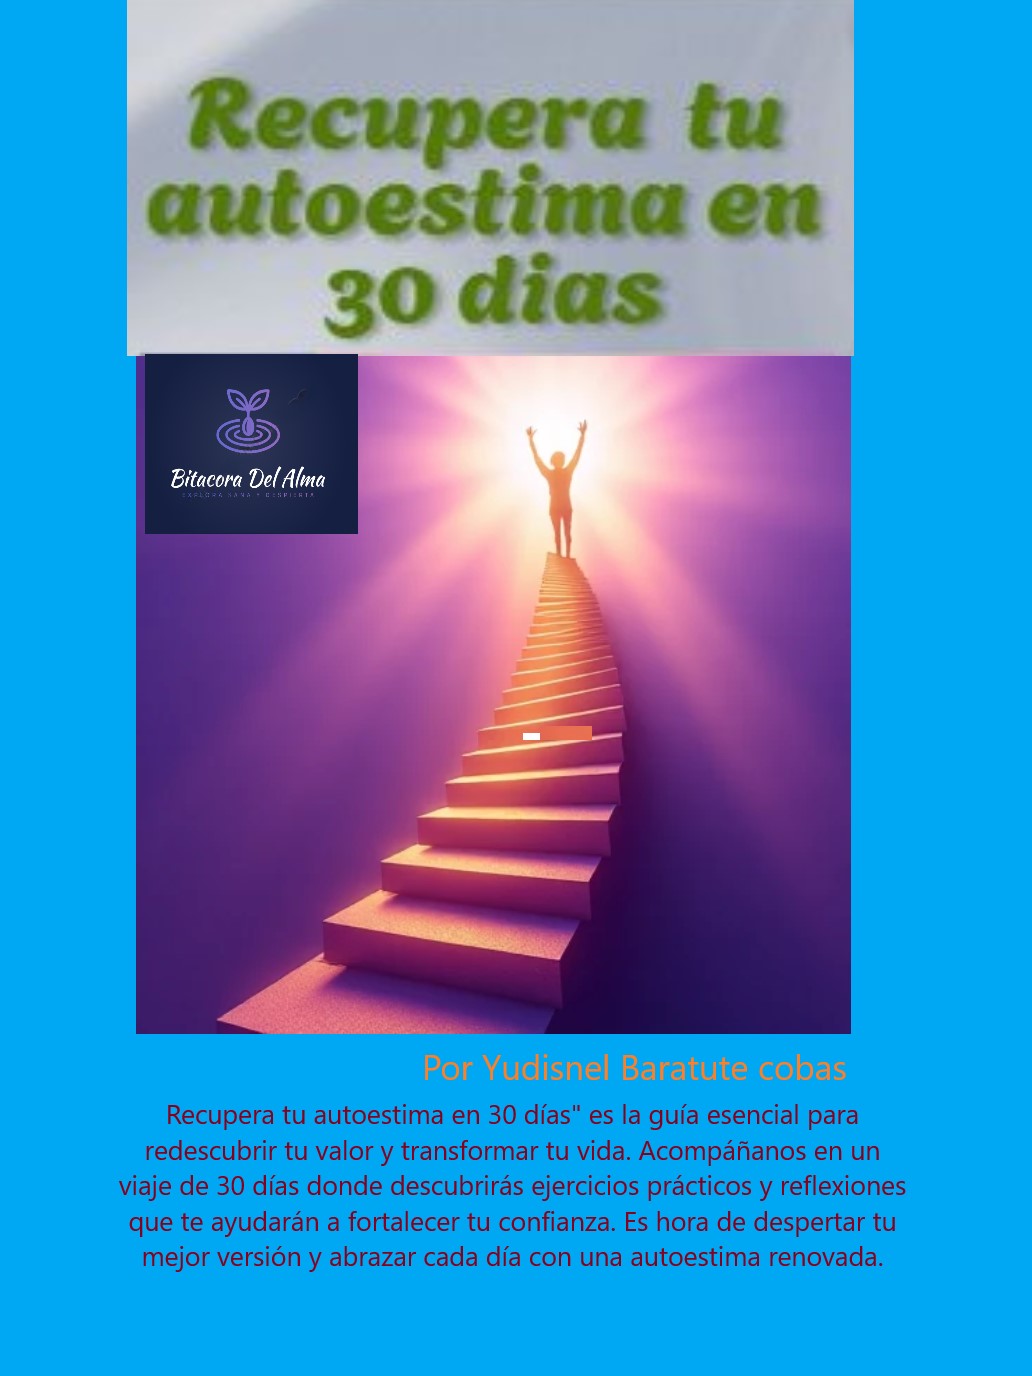 Recupera tu
autoestima en
30 dias
Bitacora Del Alma
EXPLORA SANA Y DESPIERTA
Por Yudisnel Baratute cobas
Recupera tu autoestima en 30 días" es la guía esencial para
redescubrir tu valor y transformar tu vida. Acompáñanos en un
viaje de 30 días donde descubrirás ejercicios prácticos y reflexiones
que te ayudarán a fortalecer tu confianza. Es hora de despertar tu
mejor versión y abrazar cada día con una autoestima renovada.